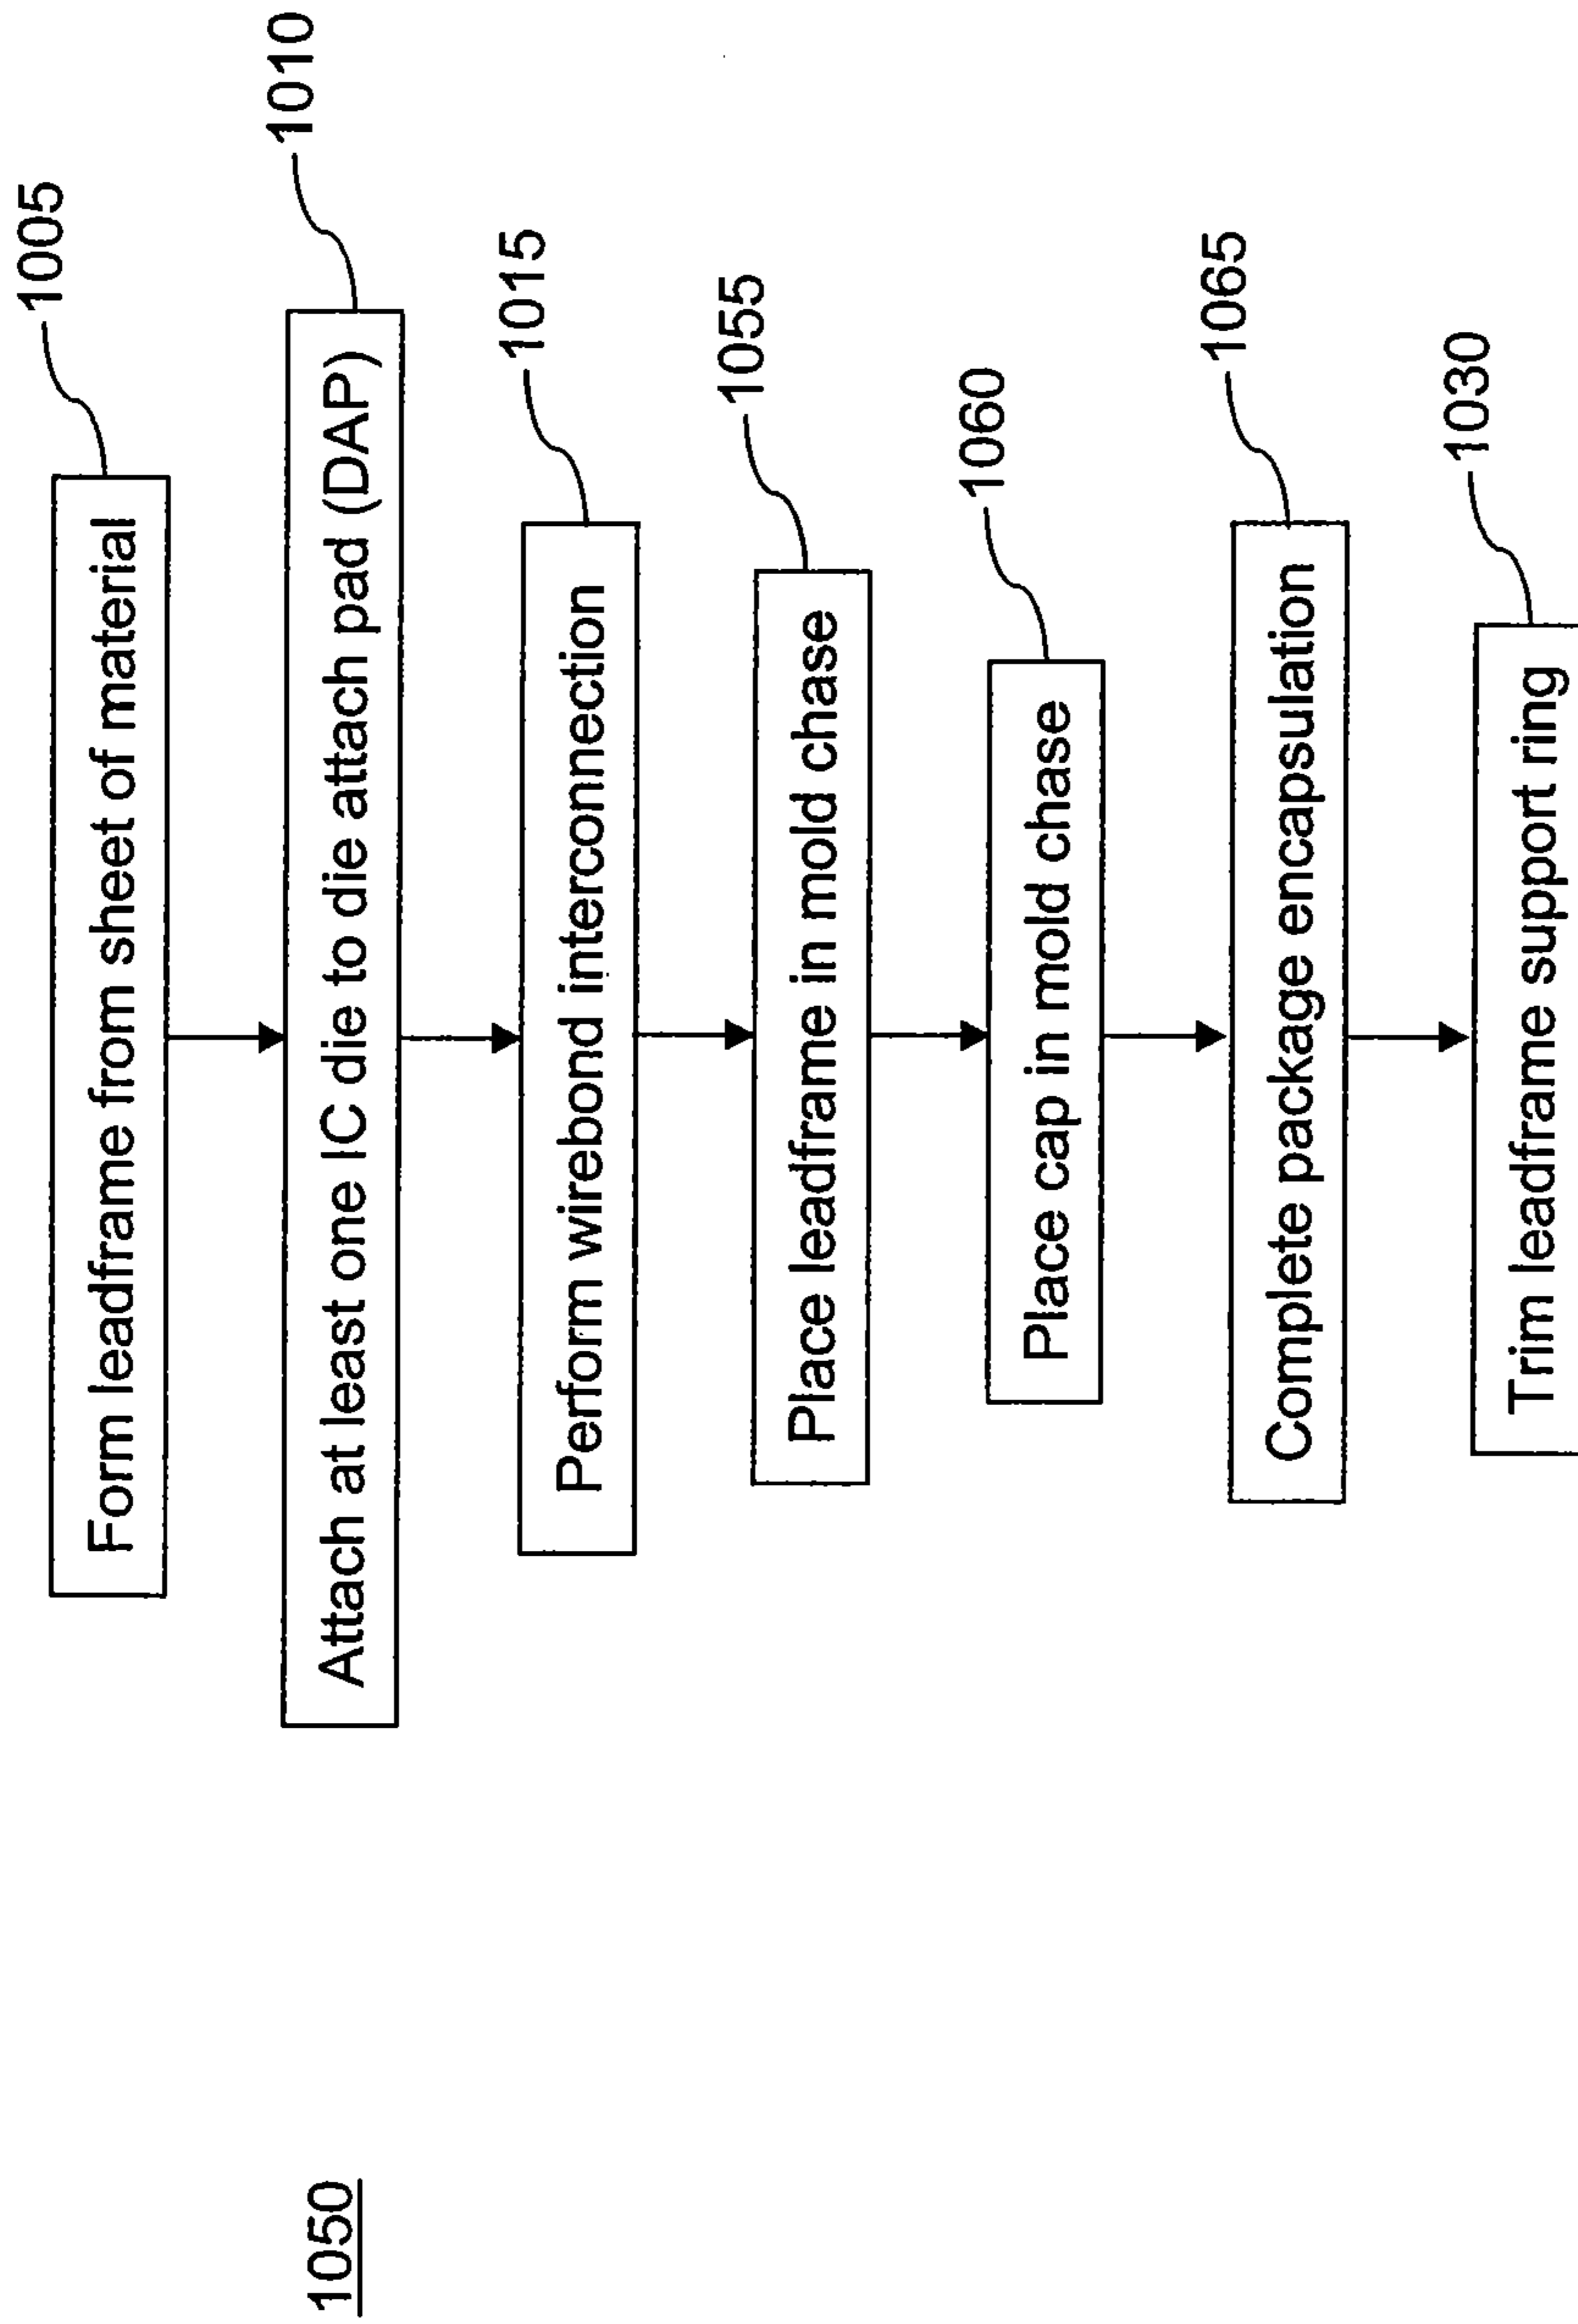 1050
Form leadframe from sheet of material
1005
Attach at least one IC die to die attach pad (DAP)
1010
Perform wirebond interconnection
1015
Place leadframe in mold chase
1055
Place cap in mold chase
1060
Complete package encapsulation
1065
Trim leadframe support ring
1030